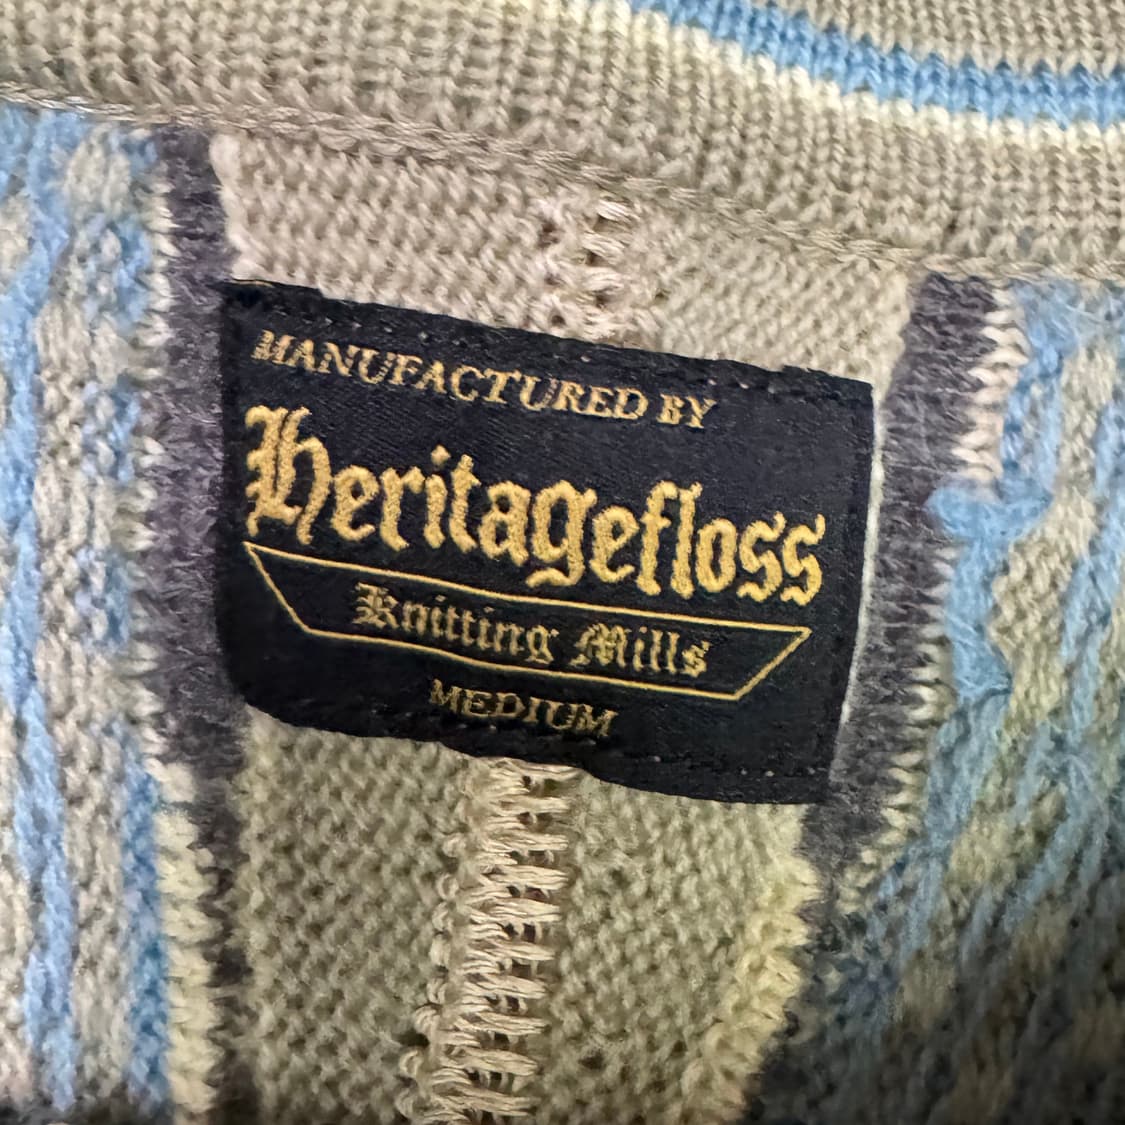 MANUFACTURED BY
Heritagefloss
Knitting Mills
MEDIUM